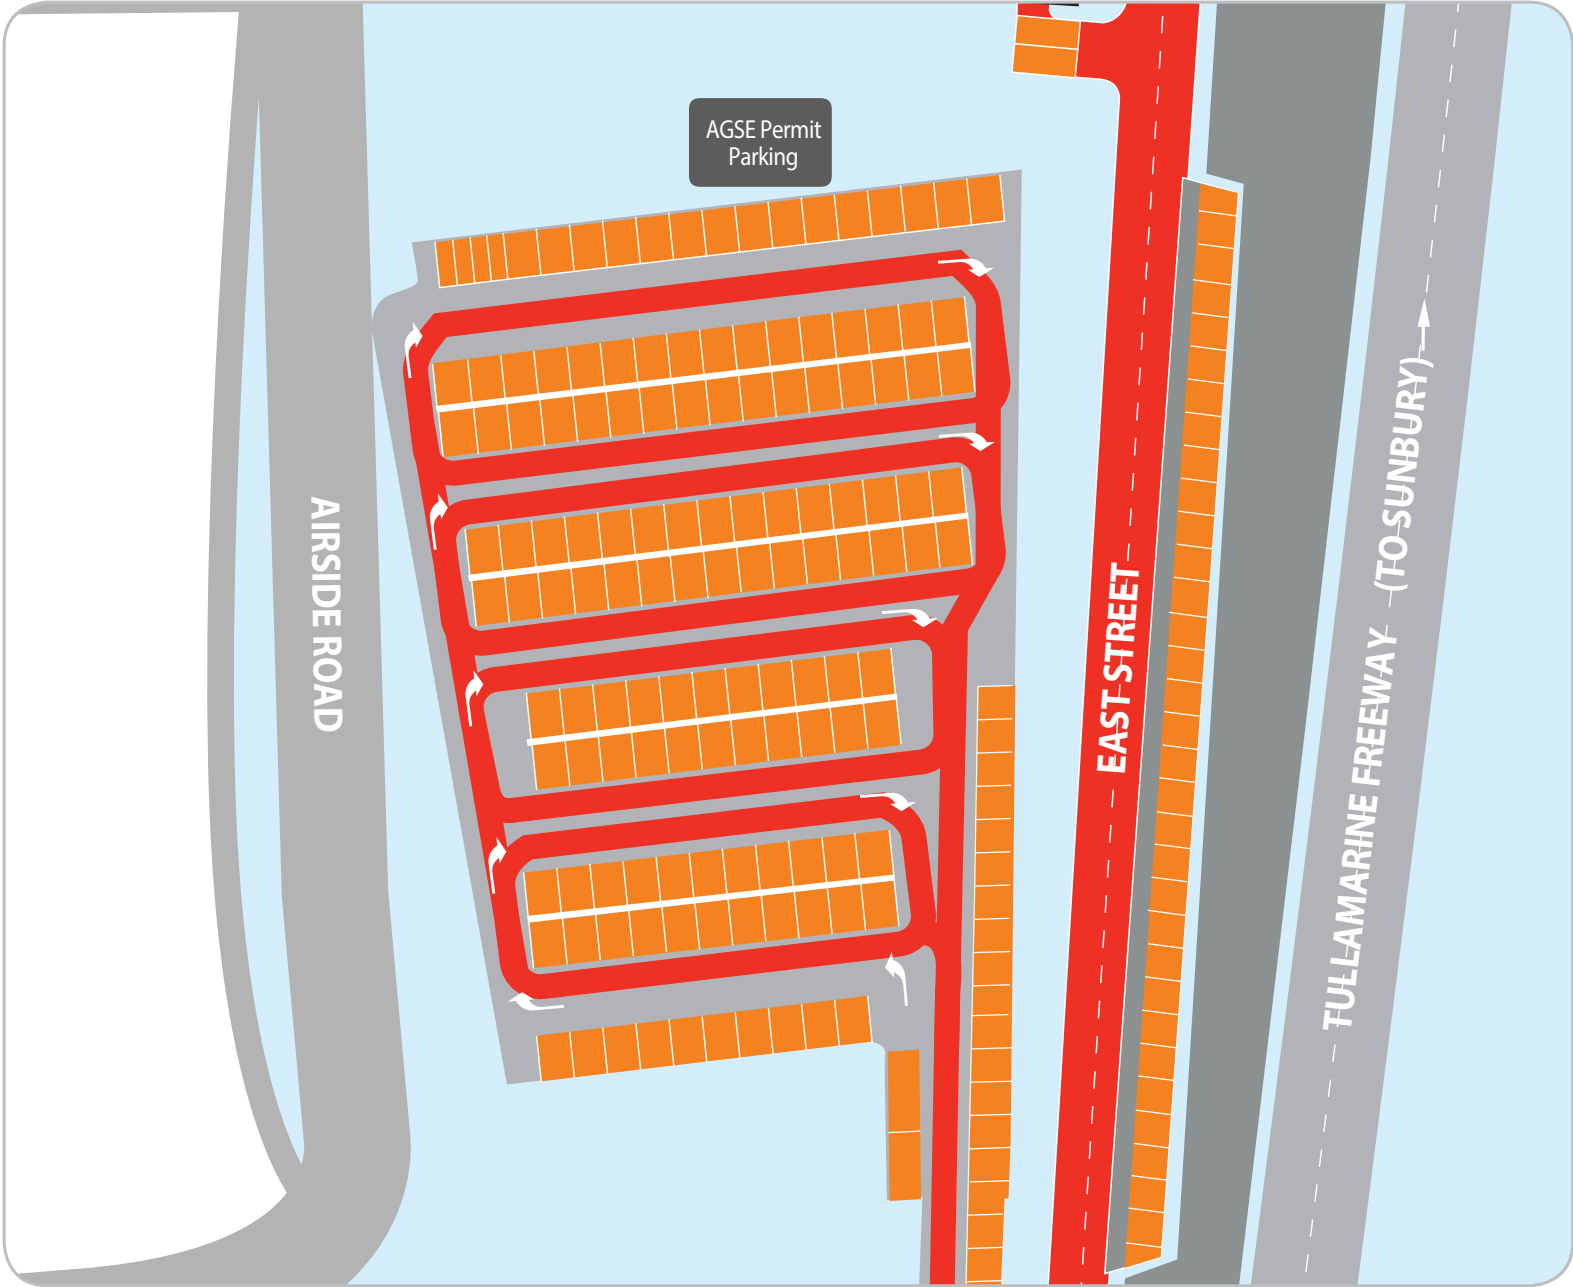 AGSE Permit
Parking
AIRSIDE ROAD
EAST STREET
TULLAMARINE FREEWAY (TO SUNBURY)